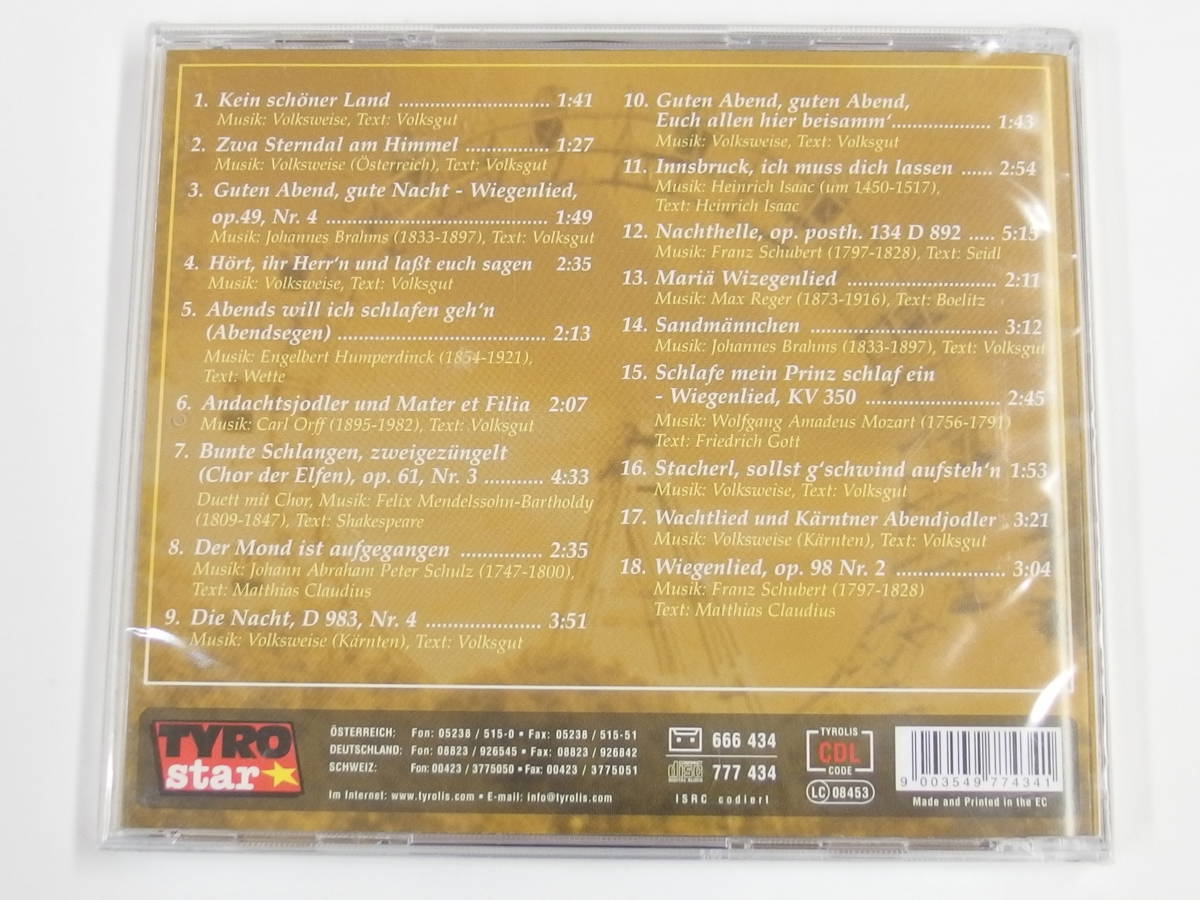 1. Kein schöner Land ............................ 1:41
Musik: Volksweise, Text: Volksgut
2. Zwa Sterndal am Himmel ............... 1:27
Musik: Volksweise (Österreich), Text: Volksgut
3. Guten Abend, gute Nacht - Wiegenlied,
op.49, Nr. 4 ........................................ 1:49
Musik: Johannes Brahms (1833-1897), Text: Volksgut
4. Hört, ihr Herr'n und laßt euch sagen 2:35
Musik: Volksweise, Text: Volksgut
5. Abends will ich schlafen geh'n
(Abendsegen) ..................................... 2:13
Musik: Engelbert Humperdinck (1854-1921),
Text: Wette
6. Andachtsjodler und Mater et Filia 2:07
Musik: Carl Orff (1895-1982), Text: Volksgut
7. Bunte Schlangen, zweigezüngelt
(Chor der Elfen), op. 61, Nr. 3 ........... 4:33
Duett mit Chor, Musik: Felix Mendelssohn-Bartholdy
(1809-1847), Text: Shakespeare
8. Der Mond ist aufgegangen ............... 2:35
Musik: Johann Abraham Peter Schulz (1747-1800),
Text: Matthias Claudius
9. Die Nacht, D 983, Nr. 4 ..................... 3:51
Musik: Volksweise (Kärnten), Text: Volksgut
10. Guten Abend, guten Abend,
Euch allen hier beisamm'.................. 1:43
Musik: Volksweise, Text: Volksgut
11. Innsbruck, ich muss dich lassen ...... 2:54
Musik: Heinrich Isaac (um 1450-1517),
Text: Heinrich Isaac
12. Nachthelle, op. posth. 134 D 892 ..... 5:15
Musik: Franz Schubert (1797-1828), Text: Seidl
13. Mariä Wizegenlied ........................... 2:11
Musik: Max Reger (1873-1916), Text: Boelitz
14. Sandmännchen .................................. 3:12
Musik: Johannes Brahms (1833-1897), Text: Volksgut
15. Schlafe mein Prinz schlaf ein
- Wiegenlied, KV 350 ........................ 2:45
Musik: Wolfgang Amadeus Mozart (1756-1791)
Text: Friedrich Gott
16. Stacherl, sollst g'schwind aufsteh'n 1:53
Musik: Volksweise, Text: Volksgut
17. Wachtlied und Kärntner Abendjodler 3:21
Musik: Volksweise (Kärnten), Text: Volksgut
18. Wiegenlied, op. 98 Nr. 2 .................... 3:04
Musik: Franz Schubert (1797-1828)
Text: Matthias Claudius
TYRO
star
ÖSTERREICH: Fon: 05238 / 515-0 • Fax: 05238 / 515-51
DEUTSCHLAND: Fon: 08823 / 926545 • Fax: 08823 / 926842
SCHWEIZ: Fon: 00423 / 3775050 • Fax: 00423 / 3775051
Im Internet: www.tyrolis.com • E-mail: info@tyrolis.com
666 434
COMPACT
disc
DIGITAL AUDIO
777 434
ISRC codiert
TYROLIS
CDL
CODE
LC 08453
9 003549 774341
Made and Printed in the EC